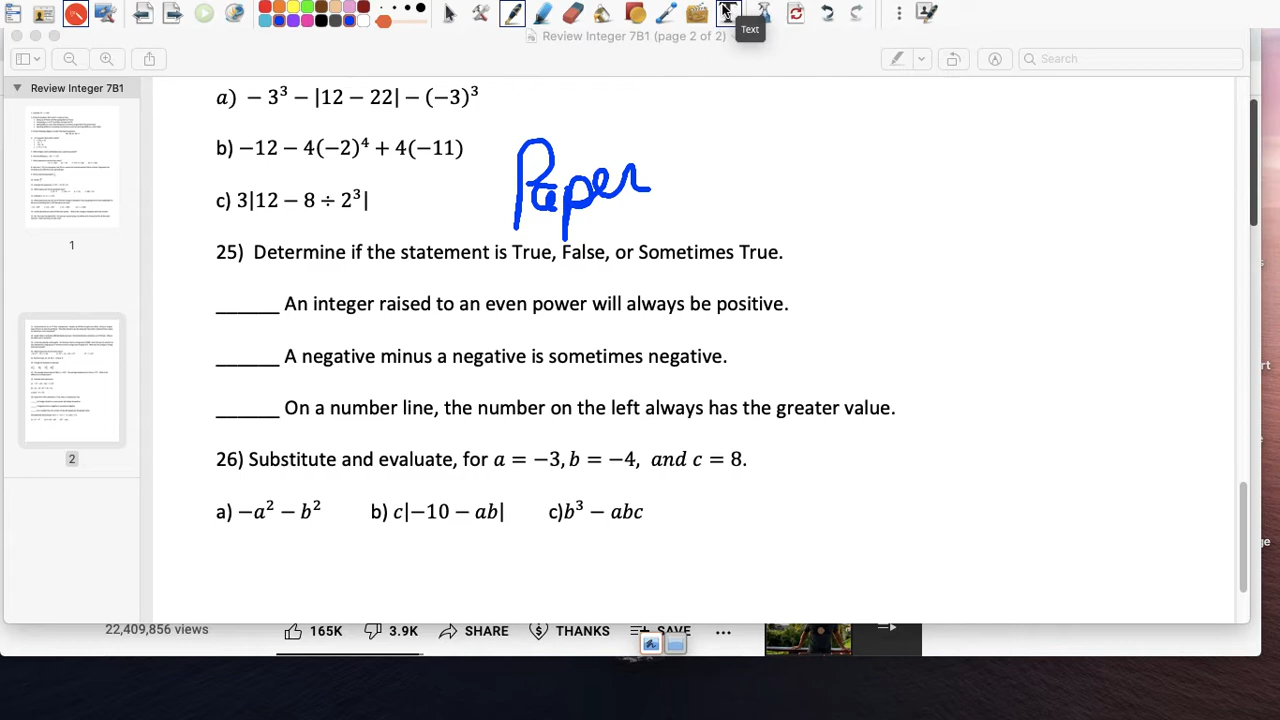 Text
Review Integer 7B1 (page 2 of 2)
Search
Review Integer 7B1
1
2
a) − 3³ − |12 − 22| − (−3)³
b) −12 − 4(−2)⁴ + 4(−11)
c) 3|12 − 8 ÷ 2³|
Paper
25) Determine if the statement is True, False, or Sometimes True.
______ An integer raised to an even power will always be positive.
______ A negative minus a negative is sometimes negative.
______ On a number line, the number on the left always has the greater value.
26) Substitute and evaluate, for a = −3, b = −4, and c = 8.
a) −a² − b² b) c|−10 − ab| c)b³ − abc
22,409,856 views 165K 3.9K SHARE THANKS SAVE